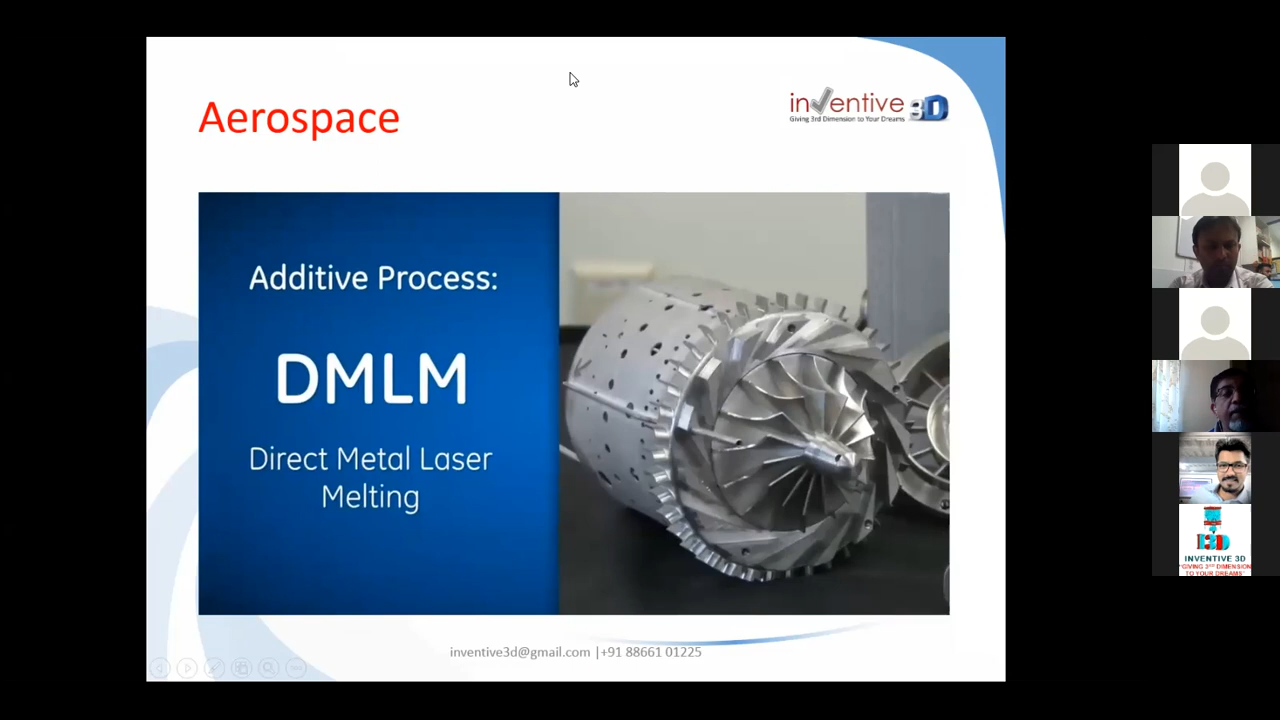 Aerospace
inventive 3D
Giving 3rd Dimension to Your Dreams
Additive Process:
DMLM
Direct Metal Laser
Melting
inventive3d@gmail.com |+91 88661 01225
I3D
INVENTIVE 3D
"GIVING 3RD DIMENSION
TO YOUR DREAMS"